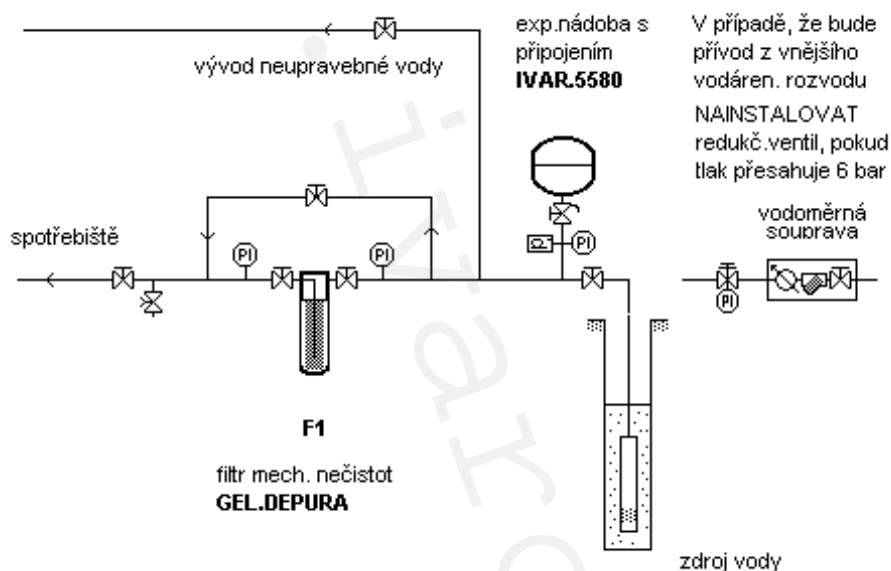 exp.nádoba s
připojením
IVAR.5580
V případě, že bude
přívod z vnějšího
vodáren. rozvodu
NAINSTALOVAT
redukč.ventil, pokud
tlak přesahuje 6 bar
vývod neupravebné vody
vodoměrná
souprava
spotřebiště
PI
PI
PI
PI
F1
filtr mech. nečistot
GEL.DEPURA
zdroj vody
ivarc